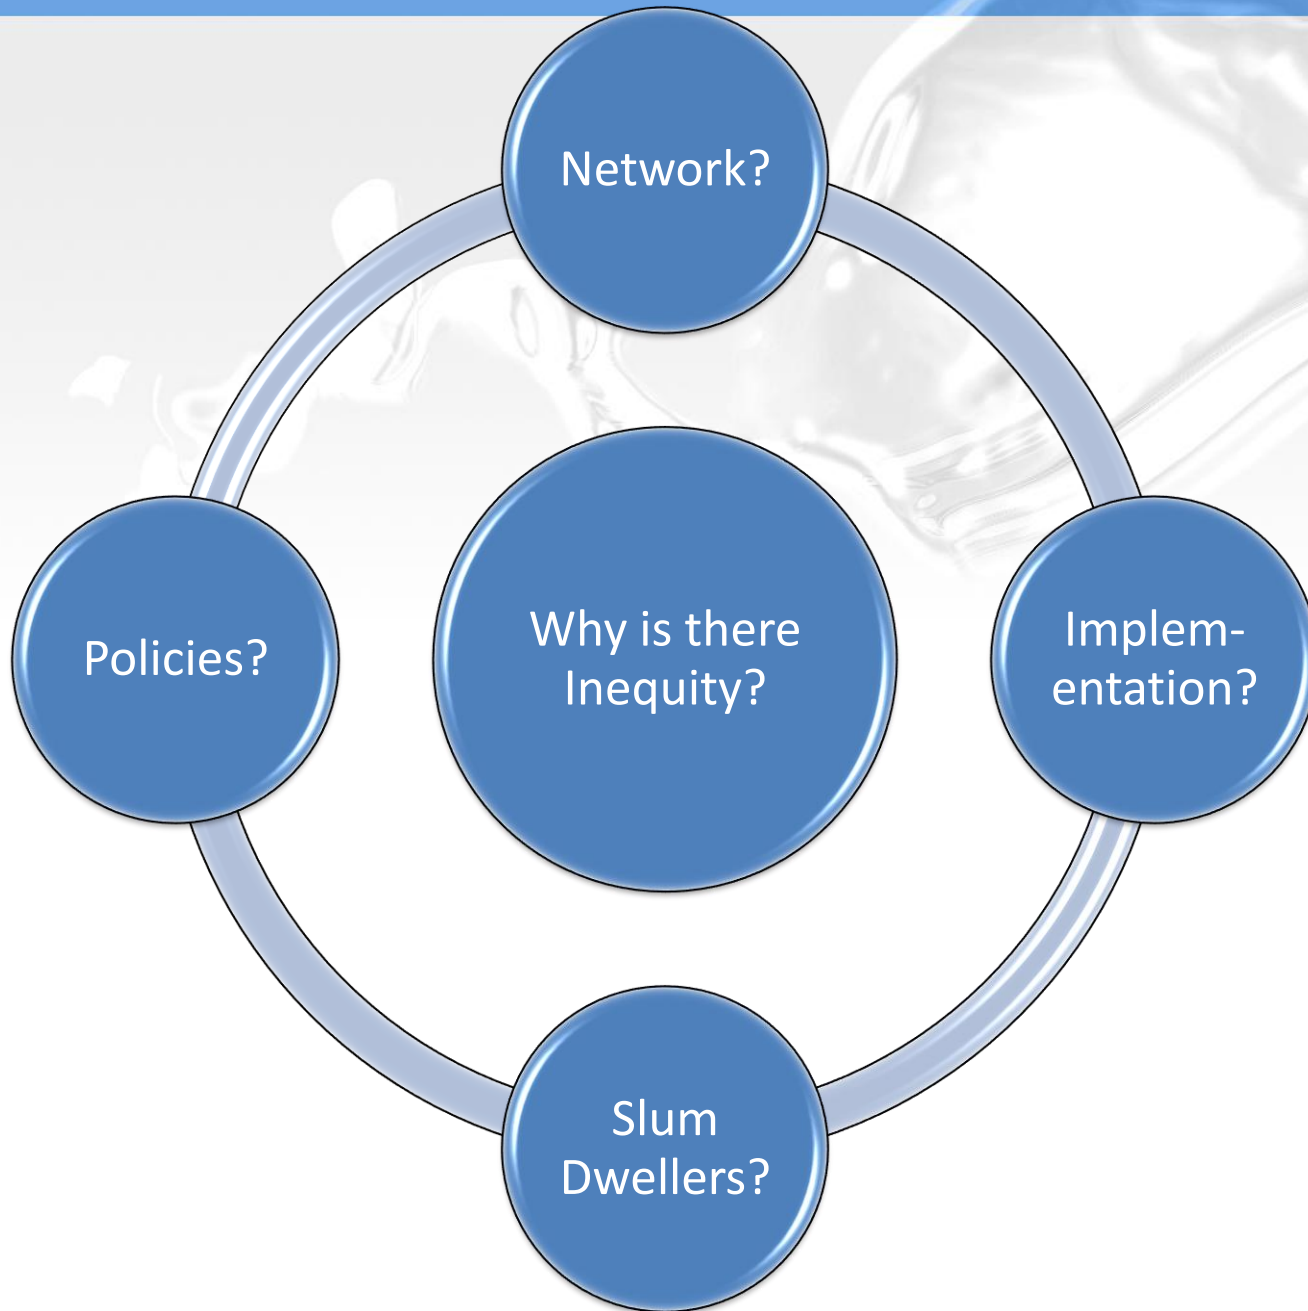 Network?
Policies?
Why is there
Inequity?
Implem-
entation?
Slum
Dwellers?